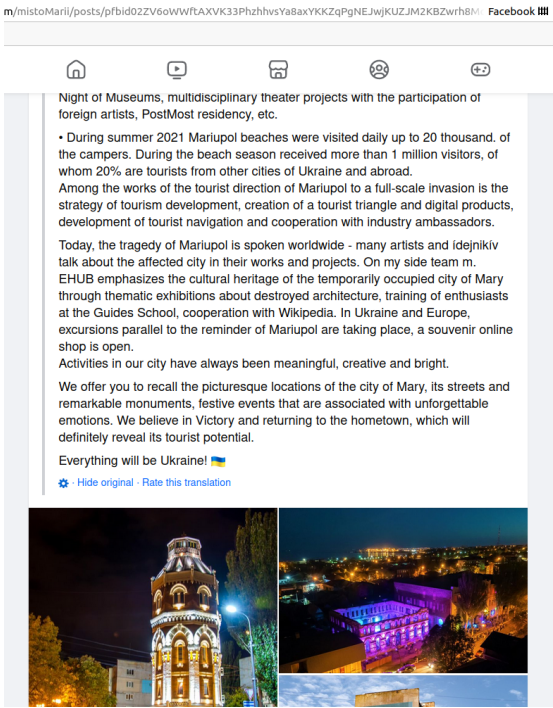 m/mistoMarii/posts/pfbid02ZV6oWWftAXVK33PhzhhvsYa8axYKKZqPgNEJwjKUZJM2KBZwrh8M
Facebook
Night of Museums, multidisciplinary theater projects with the participation of
foreign artists, PostMost residency, etc.
• During summer 2021 Mariupol beaches were visited daily up to 20 thousand. of
the campers. During the beach season received more than 1 million visitors, of
whom 20% are tourists from other cities of Ukraine and abroad.
Among the works of the tourist direction of Mariupol to a full-scale invasion is the
strategy of tourism development, creation of a tourist triangle and digital products,
development of tourist navigation and cooperation with industry ambassadors.
Today, the tragedy of Mariupol is spoken worldwide - many artists and ídejnikív
talk about the affected city in their works and projects. On my side team m.
EHUB emphasizes the cultural heritage of the temporarily occupied city of Mary
through thematic exhibitions about destroyed architecture, training of enthusiasts
at the Guides School, cooperation with Wikipedia. In Ukraine and Europe,
excursions parallel to the reminder of Mariupol are taking place, a souvenir online
shop is open.
Activities in our city have always been meaningful, creative and bright.
We offer you to recall the picturesque locations of the city of Mary, its streets and
remarkable monuments, festive events that are associated with unforgettable
emotions. We believe in Victory and returning to the hometown, which will
definitely reveal its tourist potential.
Everything will be Ukraine! 🇺🇦
· Hide original · Rate this translation